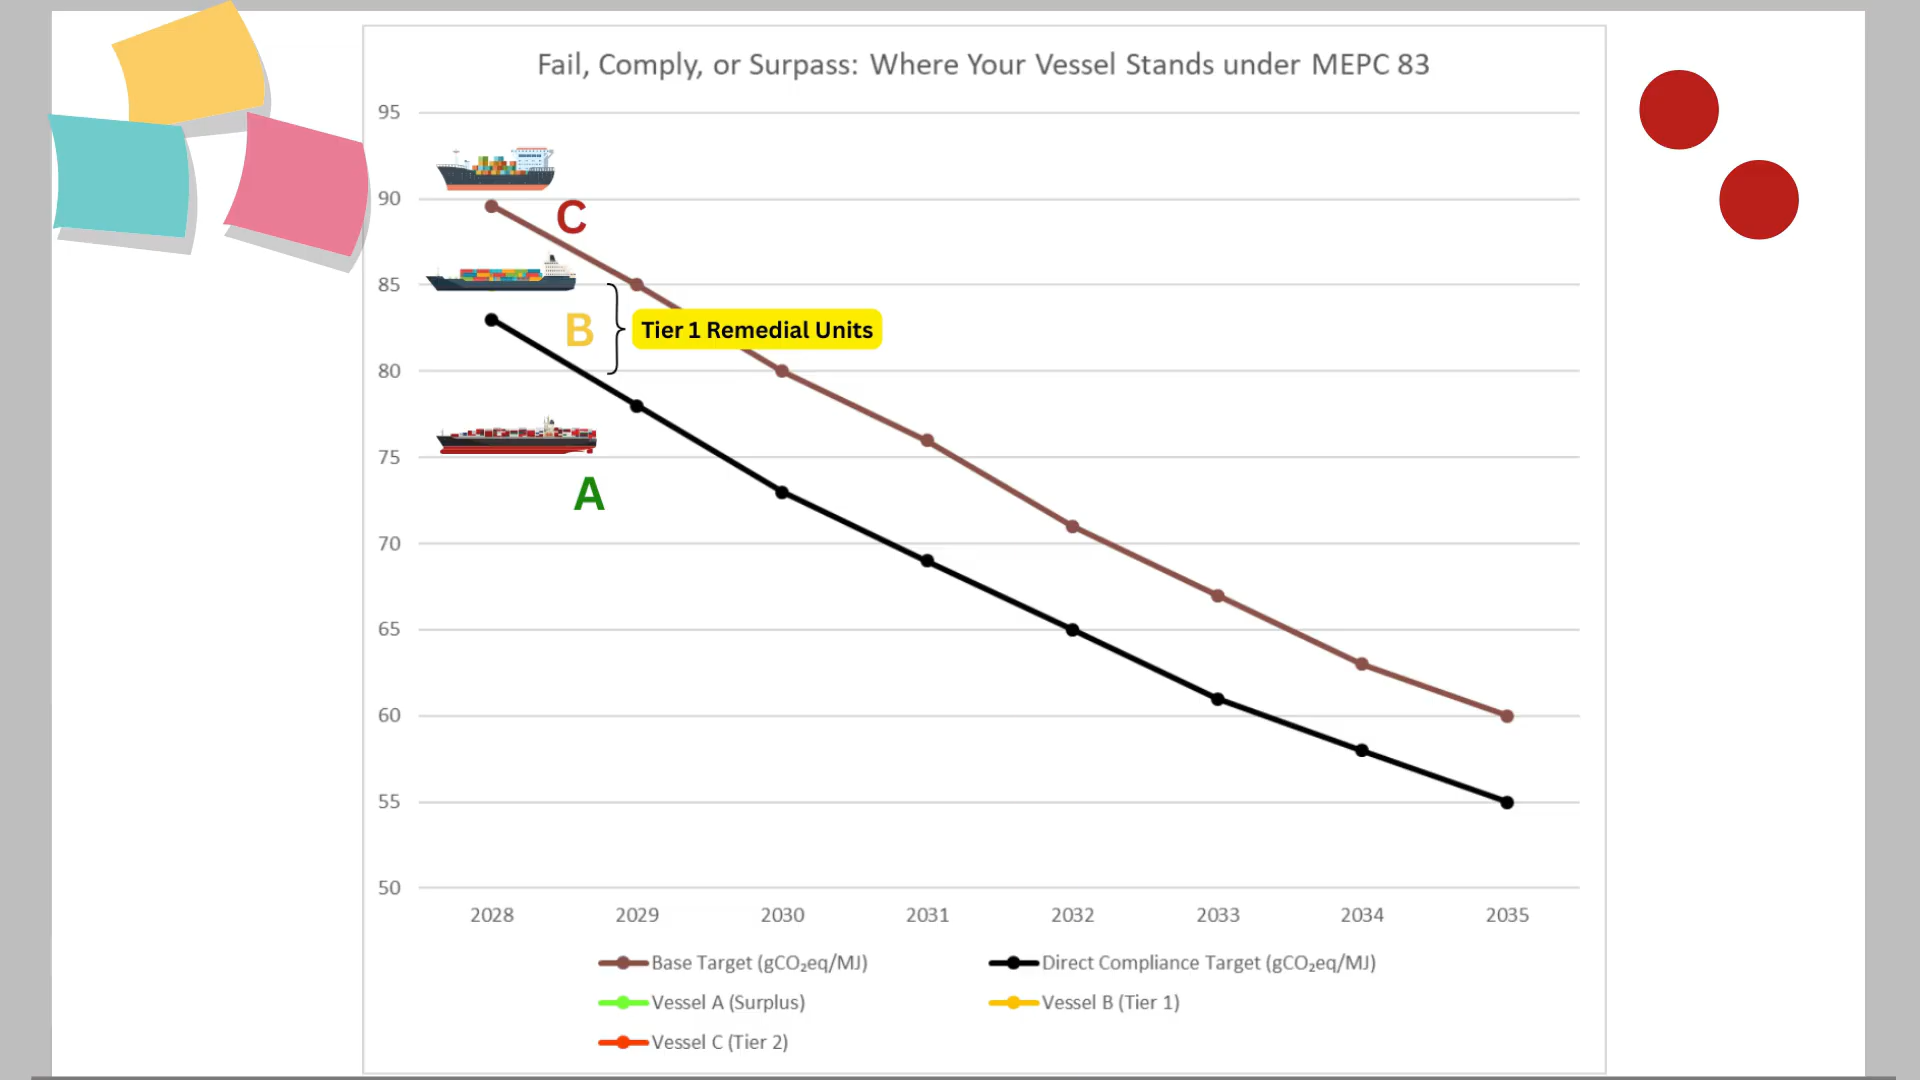 Fail, Comply, or Surpass: Where Your Vessel Stands under MEPC 83
95
90
C
85
B
Tier 1 Remedial Units
80
75
A
70
65
60
55
50
2028 2029 2030 2031 2032 2033 2034 2035
Base Target (gCO₂eq/MJ) Direct Compliance Target (gCO₂eq/MJ)
Vessel A (Surplus) Vessel B (Tier 1)
Vessel C (Tier 2)